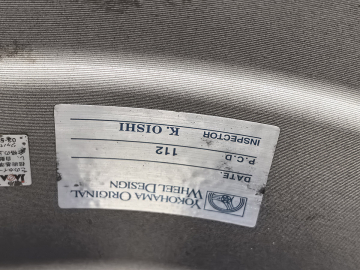 YOKOHAMA ORIGINAL
WHEEL DESIGN
DATE.
P.C.D 112
INSPECTOR K. OISHI